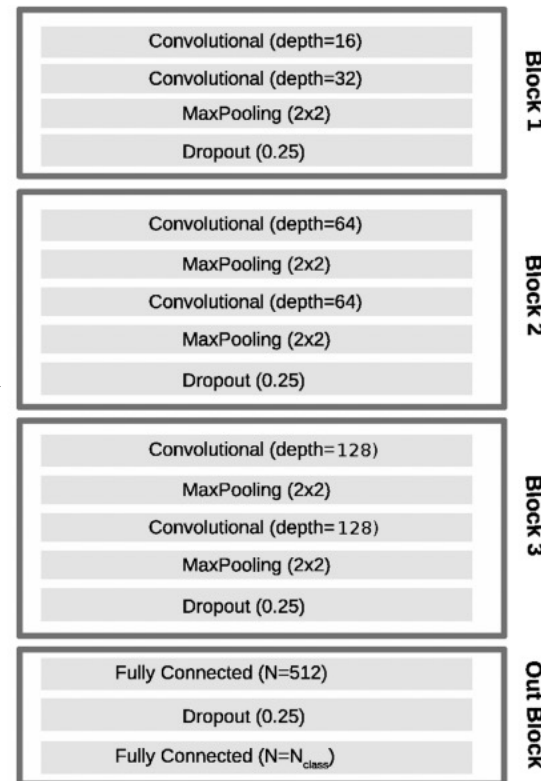 Convolutional (depth=16)
Convolutional (depth=32)
MaxPooling (2x2)
Dropout (0.25)
Block 1
Convolutional (depth=64)
MaxPooling (2x2)
Convolutional (depth=64)
MaxPooling (2x2)
Dropout (0.25)
Block 2
Convolutional (depth=128)
MaxPooling (2x2)
Convolutional (depth=128)
MaxPooling (2x2)
Dropout (0.25)
Block 3
Fully Connected (N=512)
Dropout (0.25)
Fully Connected (N=N_class)
Out Block